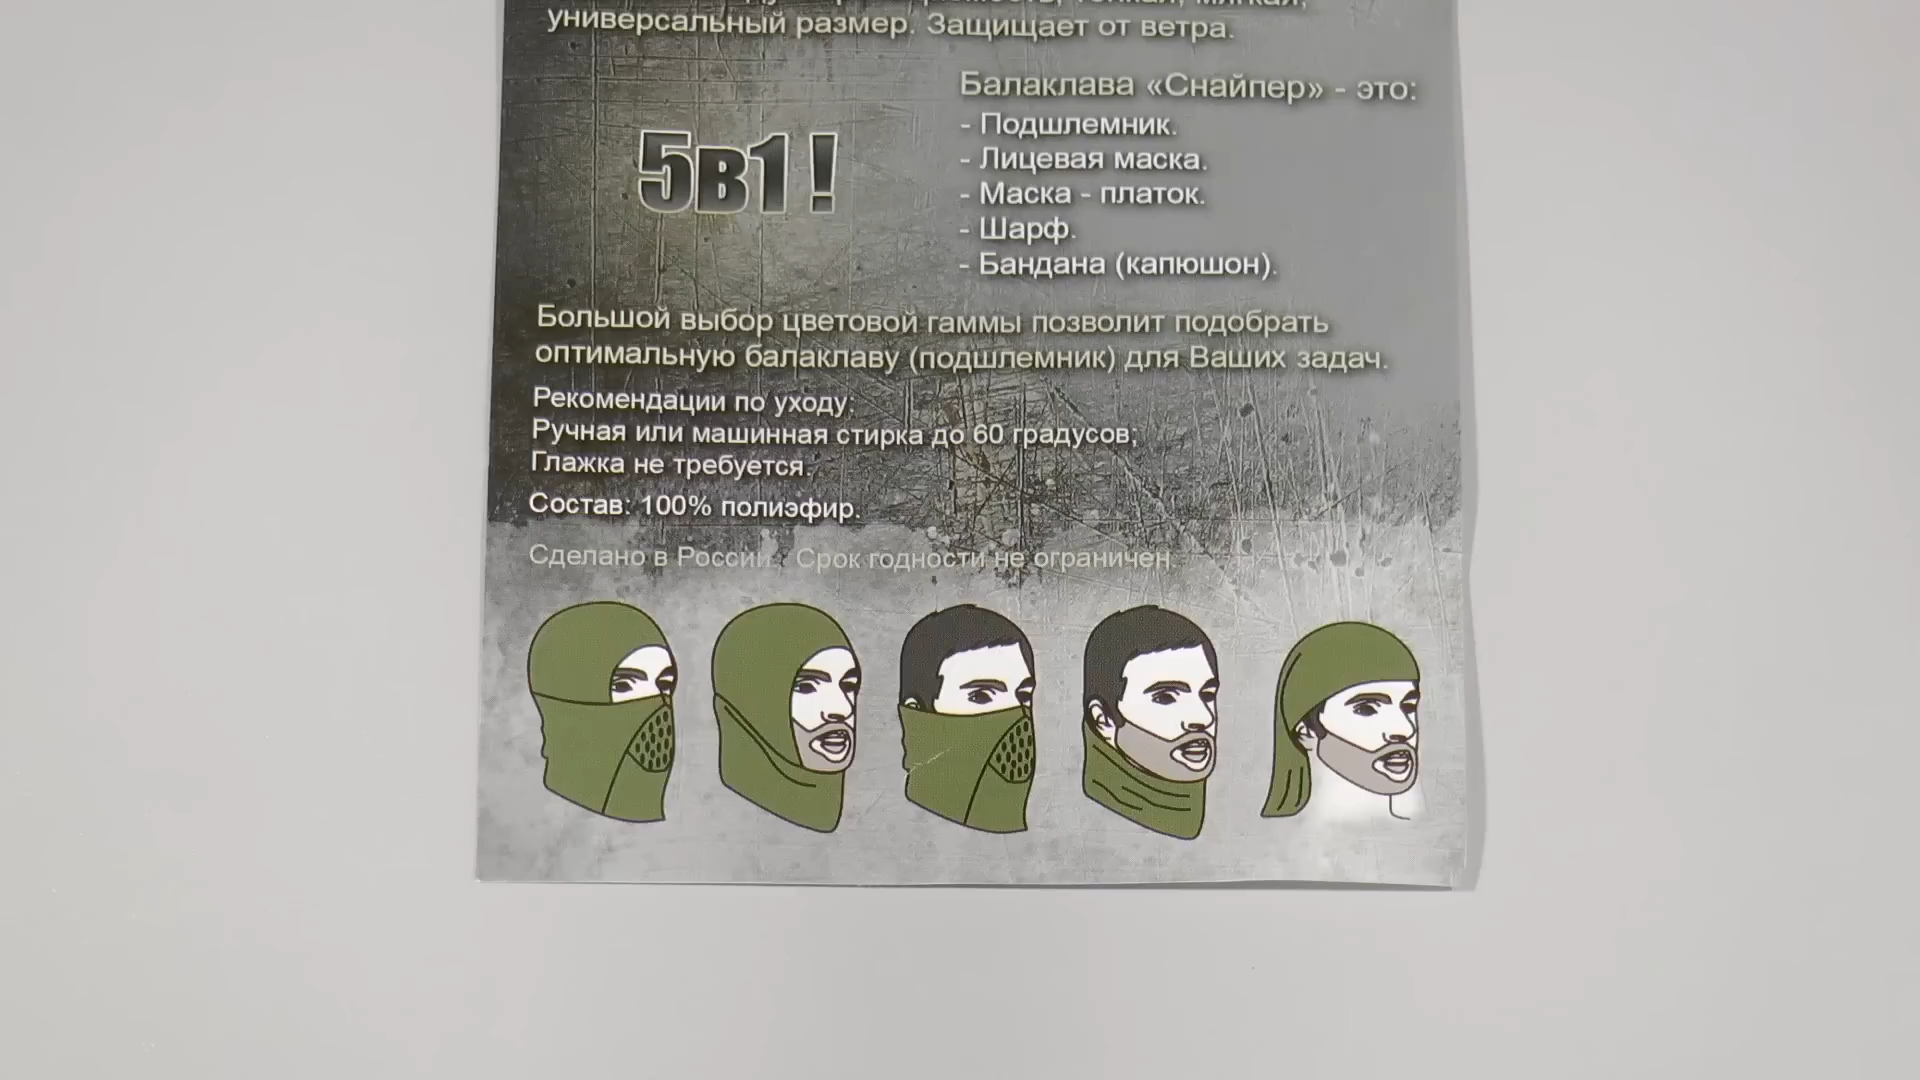 универсальный размер. Защищает от ветра.
5в1!
Балаклава «Снайпер» - это:
- Подшлемник.
- Лицевая маска.
- Маска - платок.
- Шарф.
- Бандана (капюшон).
Большой выбор цветовой гаммы позволит подобрать
оптимальную балаклаву (подшлемник) для Ваших задач.
Рекомендации по уходу:
Ручная или машинная стирка до 60 градусов;
Глажка не требуется.
Состав: 100% полиэфир.
Сделано в России. Срок годности не ограничен.